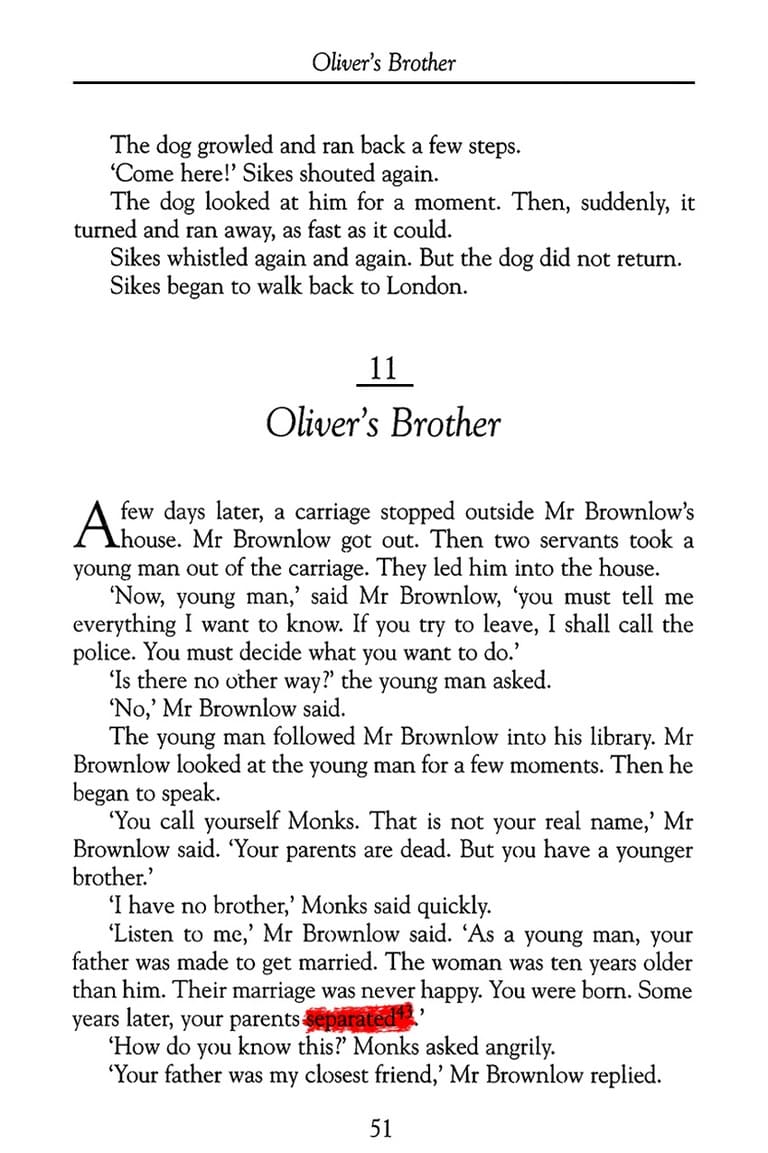 Oliver's Brother
The dog growled and ran back a few steps.
‘Come here!’ Sikes shouted again.
The dog looked at him for a moment. Then, suddenly, it
turned and ran away, as fast as it could.
Sikes whistled again and again. But the dog did not return.
Sikes began to walk back to London.
11
Oliver's Brother
A few days later, a carriage stopped outside Mr Brownlow's
house. Mr Brownlow got out. Then two servants took a
young man out of the carriage. They led him into the house.
‘Now, young man,’ said Mr Brownlow, ‘you must tell me
everything I want to know. If you try to leave, I shall call the
police. You must decide what you want to do.’
‘Is there no other way?’ the young man asked.
‘No,’ Mr Brownlow said.
The young man followed Mr Brownlow into his library. Mr
Brownlow looked at the young man for a few moments. Then he
began to speak.
‘You call yourself Monks. That is not your real name,’ Mr
Brownlow said. ‘Your parents are dead. But you have a younger
brother.’
‘I have no brother,’ Monks said quickly.
‘Listen to me,’ Mr Brownlow said. ‘As a young man, your
father was made to get married. The woman was ten years older
than him. Their marriage was never happy. You were born. Some
years later, your parents separated⁴³.’
‘How do you know this?’ Monks asked angrily.
‘Your father was my closest friend,’ Mr Brownlow replied.
51